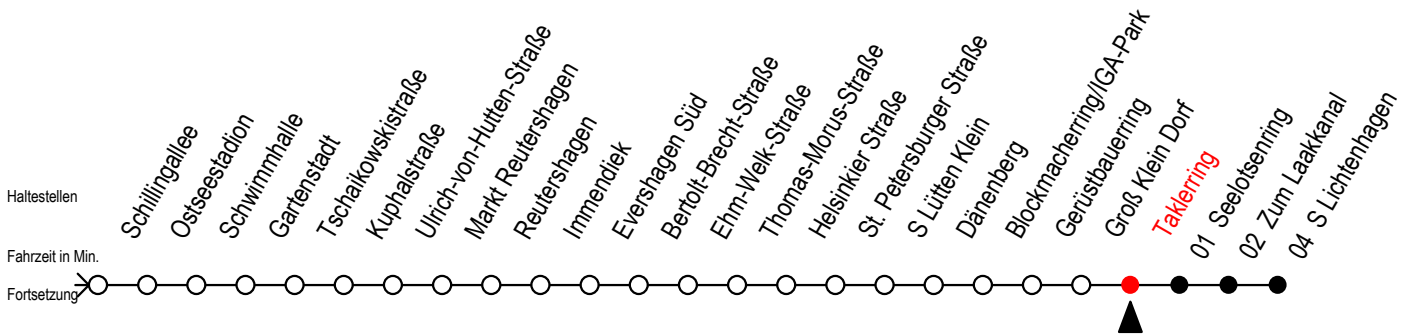 Haltestellen
Schillingallee
Ostseestadion
Schwimmhalle
Gartenstadt
Tschaikowskistraße
Kuphalstraße
Ulrich-von-Hutten-Straße
Markt Reutershagen
Reutershagen
Immendiek
Evershagen Süd
Bertolt-Brecht-Straße
Ehm-Welk-Straße
Thomas-Morus-Straße
Helsinkier Straße
St. Petersburger Straße
S Lütten Klein
Dänenberg
Blockmacherring/IGA-Park
Gerüstbauerring
Groß Klein Dorf
Taklerring
01 Seelotsenring
02 Zum Laakkanal
04 S Lichtenhagen
Fahrzeit in Min.
Fortsetzung